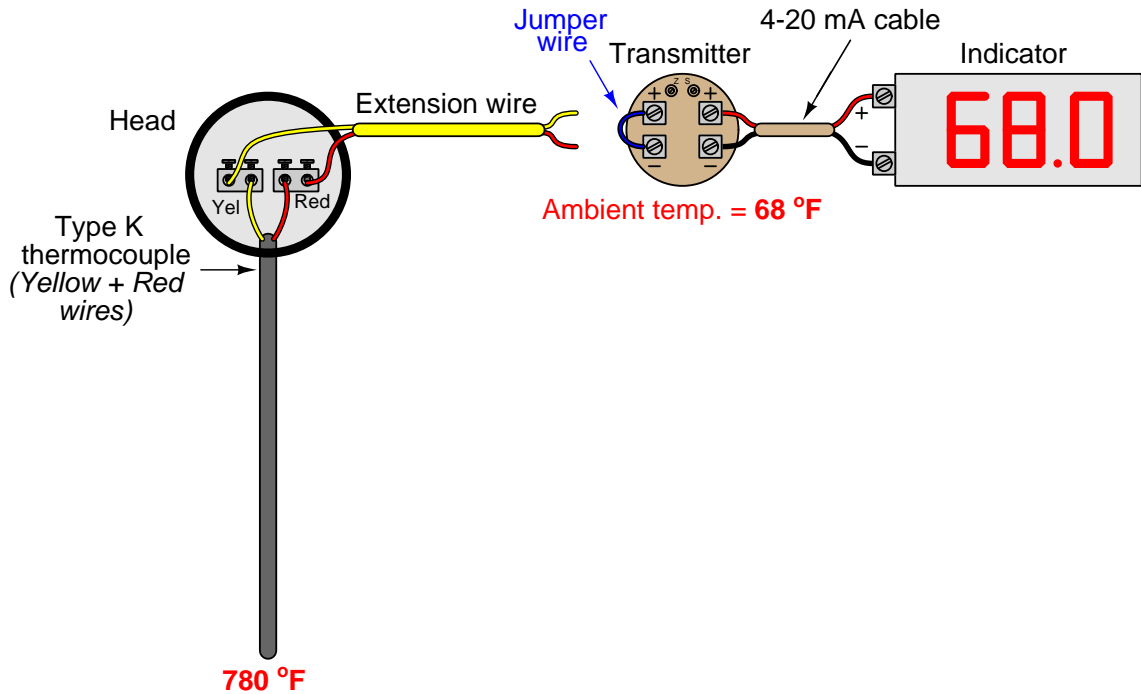 Jumper
wire
Transmitter
4-20 mA cable
Indicator
Head
Extension wire
Z S
+ +
− −
+
−
68.0
Yel
Red
Ambient temp. = 68 °F
Type K
thermocouple
(Yellow + Red
wires)
780 °F